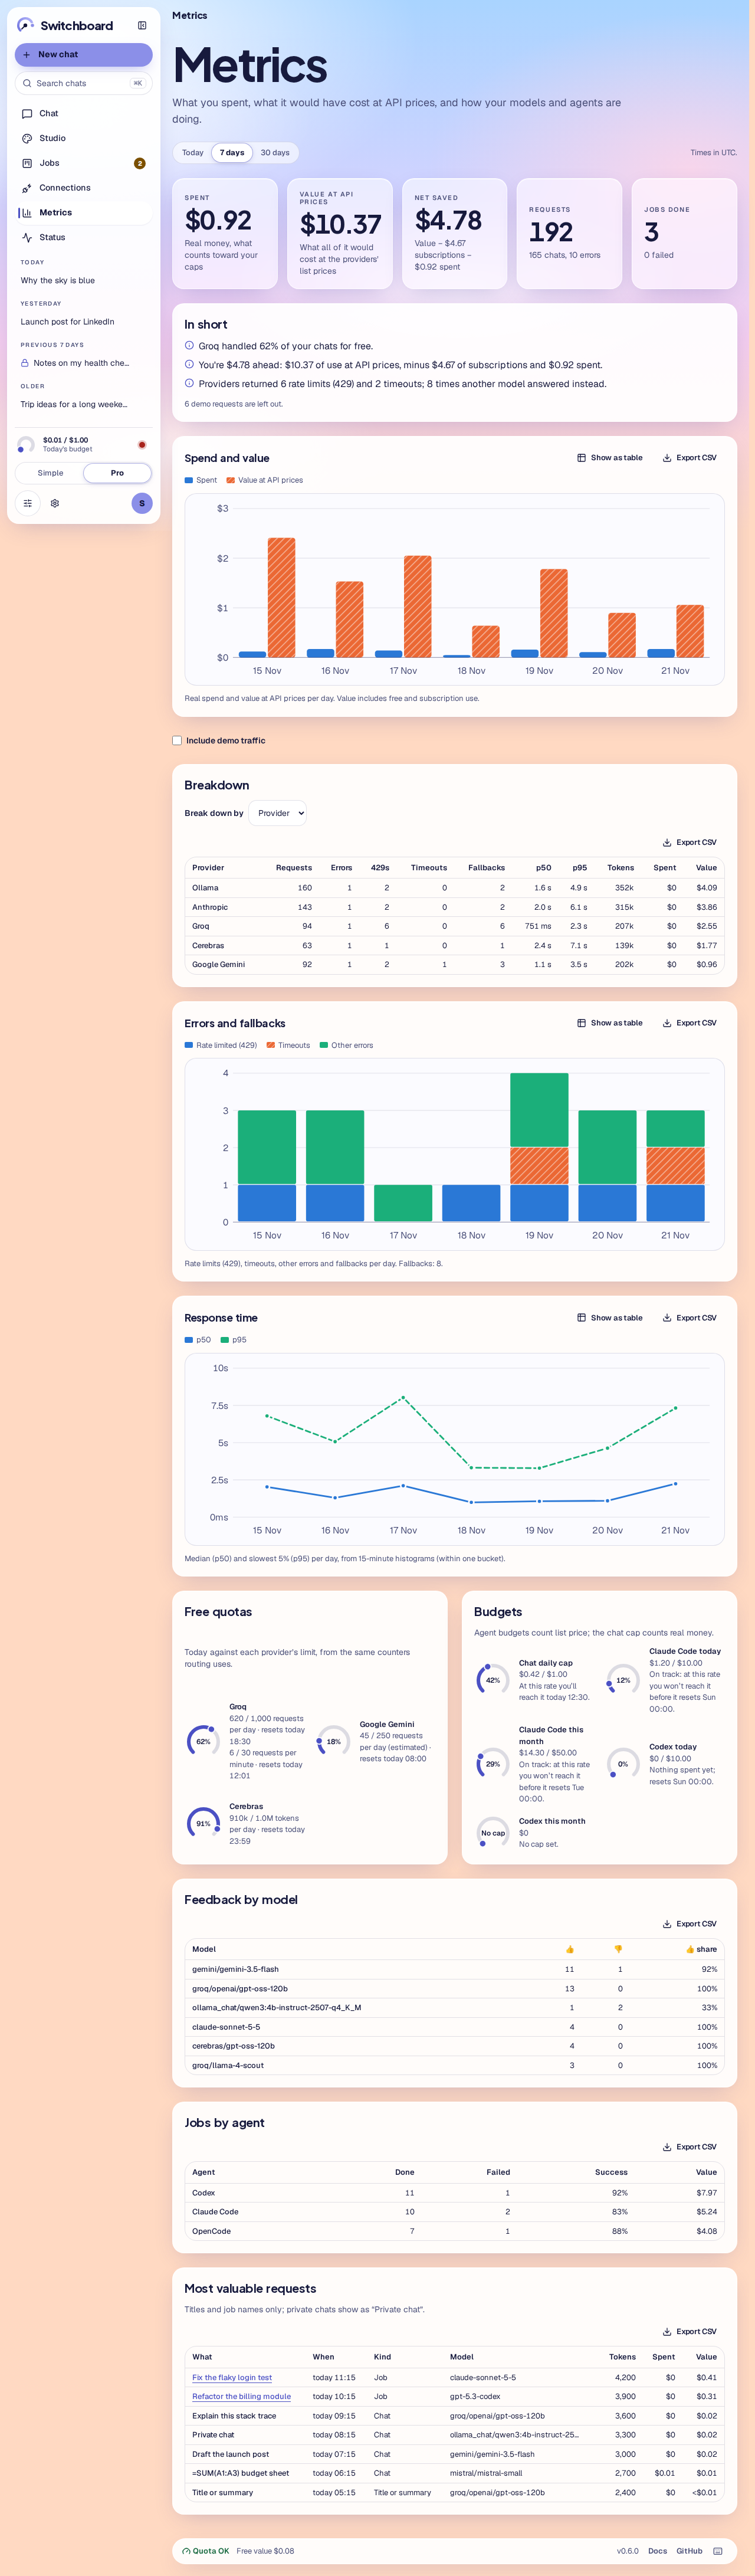 Switchboard
New chat
Search chats ⌘K
Chat
Studio
Jobs 2
Connections
Metrics
Status
TODAY
Why the sky is blue
YESTERDAY
Launch post for LinkedIn
PREVIOUS 7 DAYS
Notes on my health che...
OLDER
Trip ideas for a long weeke...
$0.01 / $1.00
Today's budget
Simple Pro
S
Metrics
Metrics
What you spent, what it would have cost at API prices, and how your models and agents are
doing.
Today 7 days 30 days
Times in UTC.
SPENT
$0.92
Real money, what
counts toward your
caps
VALUE AT API
PRICES
$10.37
What all of it would
cost at the providers'
list prices
NET SAVED
$4.78
Value − $4.67
subscriptions −
$0.92 spent
REQUESTS
192
165 chats, 10 errors
JOBS DONE
3
0 failed
In short
Groq handled 62% of your chats for free.
You're $4.78 ahead: $10.37 of use at API prices, minus $4.67 of subscriptions and $0.92 spent.
Providers returned 6 rate limits (429) and 2 timeouts; 8 times another model answered instead.
6 demo requests are left out.
Spend and value
Show as table Export CSV
Spent Value at API prices
$3
$2
$1
$0
15 Nov 16 Nov 17 Nov 18 Nov 19 Nov 20 Nov 21 Nov
Real spend and value at API prices per day. Value includes free and subscription use.
Include demo traffic
Breakdown
Break down by Provider
Export CSV
Provider Requests Errors 429s Timeouts Fallbacks p50 p95 Tokens Spent Value
Ollama 160 1 2 0 2 1.6 s 4.9 s 352k $0 $4.09
Anthropic 143 1 2 0 2 2.0 s 6.1 s 315k $0 $3.86
Groq 94 1 6 0 6 751 ms 2.3 s 207k $0 $2.55
Cerebras 63 1 1 0 1 2.4 s 7.1 s 139k $0 $1.77
Google Gemini 92 1 2 1 3 1.1 s 3.5 s 202k $0 $0.96
Errors and fallbacks
Show as table Export CSV
Rate limited (429) Timeouts Other errors
4
3
2
1
0
15 Nov 16 Nov 17 Nov 18 Nov 19 Nov 20 Nov 21 Nov
Rate limits (429), timeouts, other errors and fallbacks per day. Fallbacks: 8.
Response time
Show as table Export CSV
p50 p95
10s
7.5s
5s
2.5s
0ms
15 Nov 16 Nov 17 Nov 18 Nov 19 Nov 20 Nov 21 Nov
Median (p50) and slowest 5% (p95) per day, from 15-minute histograms (within one bucket).
Free quotas
Today against each provider's limit, from the same counters
routing uses.
62%
Groq
620 / 1,000 requests
per day · resets today
18:30
6 / 30 requests per
minute · resets today
12:01
18%
Google Gemini
45 / 250 requests
per day (estimated) ·
resets today 08:00
91%
Cerebras
910k / 1.0M tokens
per day · resets today
23:59
Budgets
Agent budgets count list price; the chat cap counts real money.
42%
Chat daily cap
$0.42 / $1.00
At this rate you'll
reach it today 12:30.
12%
Claude Code today
$1.20 / $10.00
On track: at this rate
you won't reach it
before it resets Sun
00:00.
29%
Claude Code this
month
$14.30 / $50.00
On track: at this rate
you won't reach it
before it resets Tue
00:00.
0%
Codex today
$0 / $10.00
Nothing spent yet;
resets Sun 00:00.
No cap
Codex this month
$0
No cap set.
Feedback by model
Export CSV
Model 👍 👎 👍 share
gemini/gemini-3.5-flash 11 1 92%
groq/openai/gpt-oss-120b 13 0 100%
ollama_chat/qwen3:4b-instruct-2507-q4_K_M 1 2 33%
claude-sonnet-5-5 4 0 100%
cerebras/gpt-oss-120b 4 0 100%
groq/llama-4-scout 3 0 100%
Jobs by agent
Export CSV
Agent Done Failed Success Value
Codex 11 1 92% $7.97
Claude Code 10 2 83% $5.24
OpenCode 7 1 88% $4.08
Most valuable requests
Titles and job names only; private chats show as "Private chat".
Export CSV
What When Kind Model Tokens Spent Value
Fix the flaky login test today 11:15 Job claude-sonnet-5-5 4,200 $0 $0.41
Refactor the billing module today 10:15 Job gpt-5.3-codex 3,900 $0 $0.31
Explain this stack trace today 09:15 Chat groq/openai/gpt-oss-120b 3,600 $0 $0.02
Private chat today 08:15 Chat ollama_chat/qwen3:4b-instruct-25... 3,300 $0 $0.02
Draft the launch post today 07:15 Chat gemini/gemini-3.5-flash 3,000 $0 $0.02
=SUM(A1:A3) budget sheet today 06:15 Chat mistral/mistral-small 2,700 $0.01 $0.01
Title or summary today 05:15 Title or summary groq/openai/gpt-oss-120b 2,400 $0 <$0.01
Quota OK Free value $0.08
v0.6.0 Docs GitHub